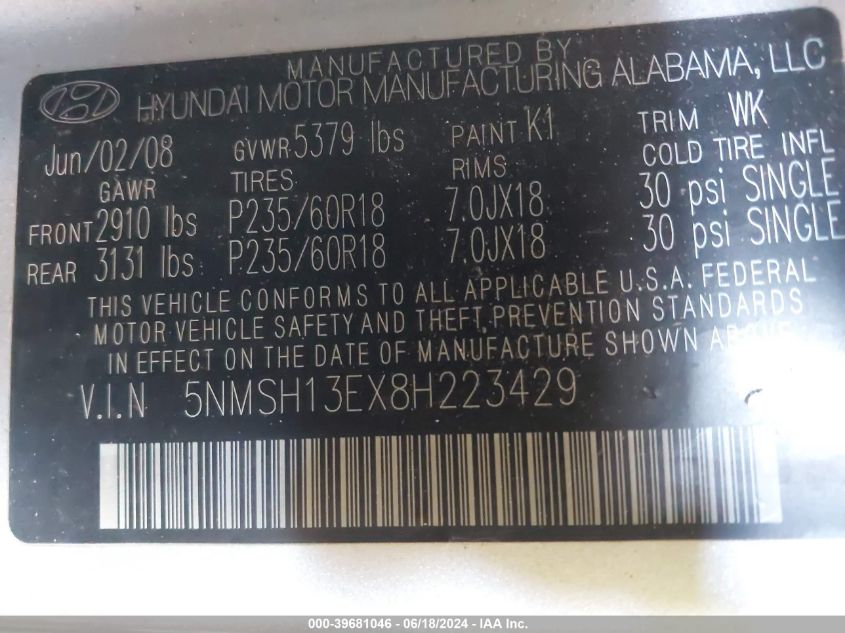 MANUFACTURED BY
HYUNDAI MOTOR MANUFACTURING ALABAMA, LLC
Jun/02/08 GVWR 5379 lbs PAINT K1 TRIM WK
GAWR TIRES RIMS COLD TIRE INFL
FRONT 2910 lbs P235/60R18 7.0JX18 30 psi SINGLE
REAR 3131 lbs P235/60R18 7.0JX18 30 psi SINGLE
THIS VEHICLE CONFORMS TO ALL APPLICABLE U.S.A. FEDERAL
MOTOR VEHICLE SAFETY AND THEFT PREVENTION STANDARDS
IN EFFECT ON THE DATE OF MANUFACTURE SHOWN ABOVE
V.I.N 5NMSH13EX8H223429
000-39681046 - 06/18/2024 - IAA Inc.